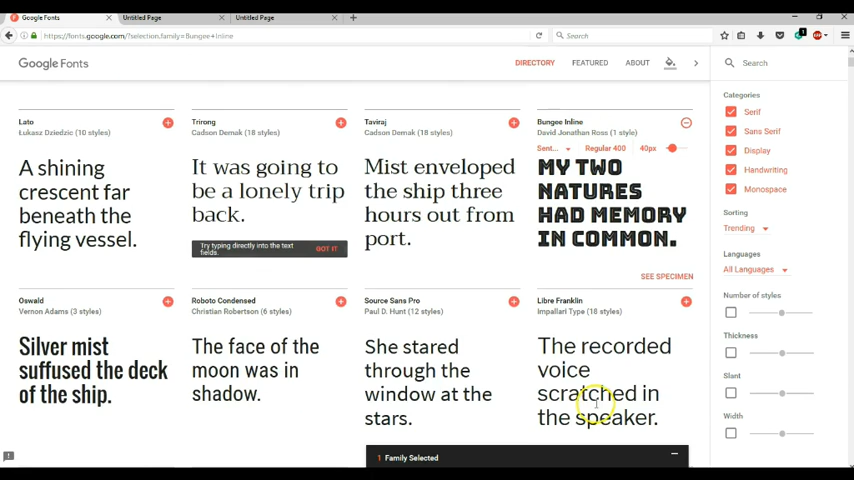 Google Fonts
Untitled Page
Untitled Page
https://fonts.google.com/?selection.family=Bungee+Inline
Search
Google Fonts
DIRECTORY
FEATURED
ABOUT
Search
Lato
Łukasz Dziedzic (10 styles)
A shining
crescent far
beneath the
flying vessel.
Trirong
Cadson Demak (18 styles)
It was going to
be a lonely trip
back.
Try typing directly into the text
fields.
GOT IT
Taviraj
Cadson Demak (18 styles)
Mist enveloped
the ship three
hours out from
port.
Bungee Inline
David Jonathan Ross (1 style)
Sent...
Regular 400
40px
MY TWO
NATURES
HAD MEMORY
IN COMMON.
SEE SPECIMEN
Oswald
Vernon Adams (3 styles)
Silver mist
suffused the deck
of the ship.
Roboto Condensed
Christian Robertson (6 styles)
The face of the
moon was in
shadow.
Source Sans Pro
Paul D. Hunt (12 styles)
She stared
through the
window at the
stars.
Libre Franklin
Impallari Type (18 styles)
The recorded
voice
scratched in
the speaker.
1 Family Selected
Categories
Serif
Sans Serif
Display
Handwriting
Monospace
Sorting
Trending
Languages
All Languages
Number of styles
Thickness
Slant
Width